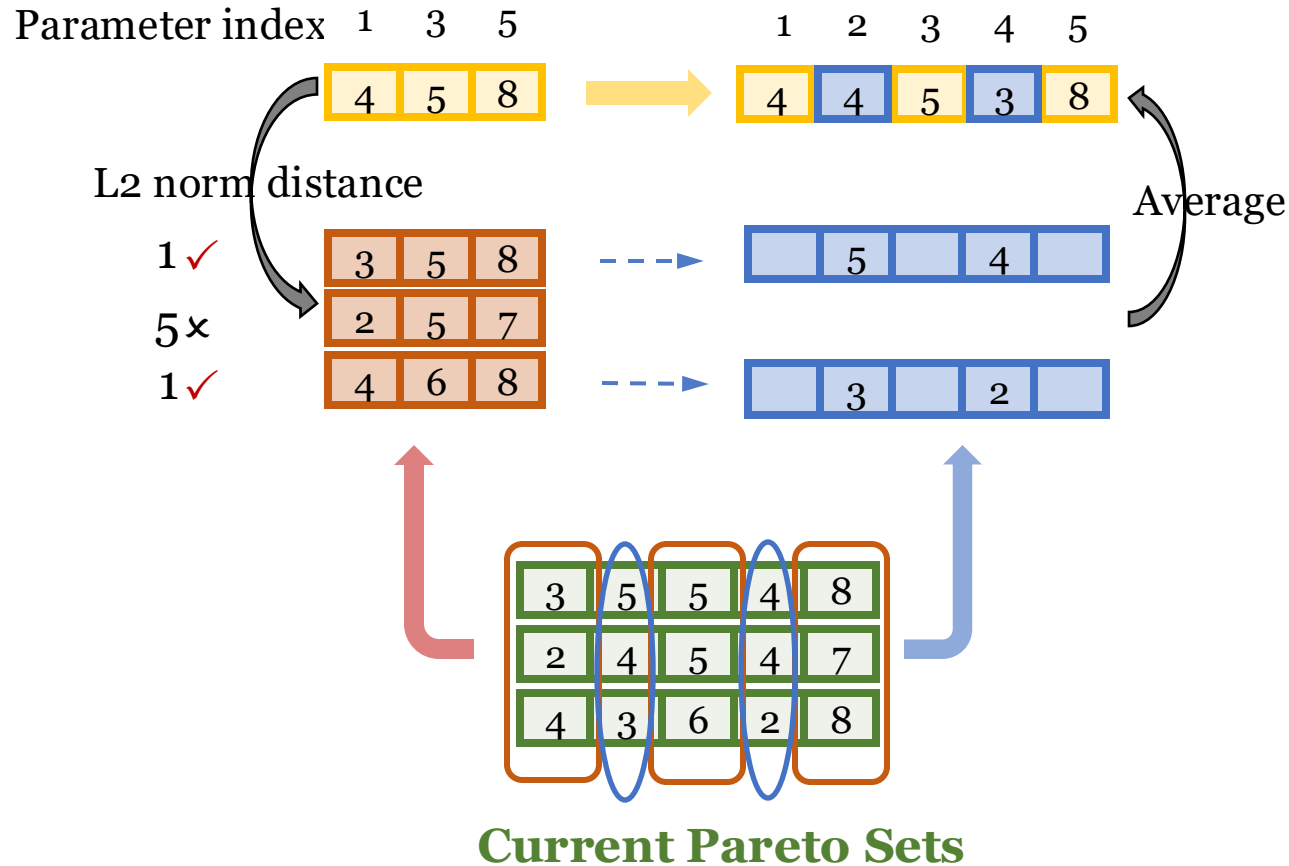 Parameter index 1 3 5 1 2 3 4 5
4 5 8 4 4 5 3 8
L2 norm distance
Average
1 ✓ 3 5 8 5 4
5 × 2 5 7
1 ✓ 4 6 8 3 2
3 5 5 4 8
2 4 5 4 7
4 3 6 2 8
Current Pareto Sets